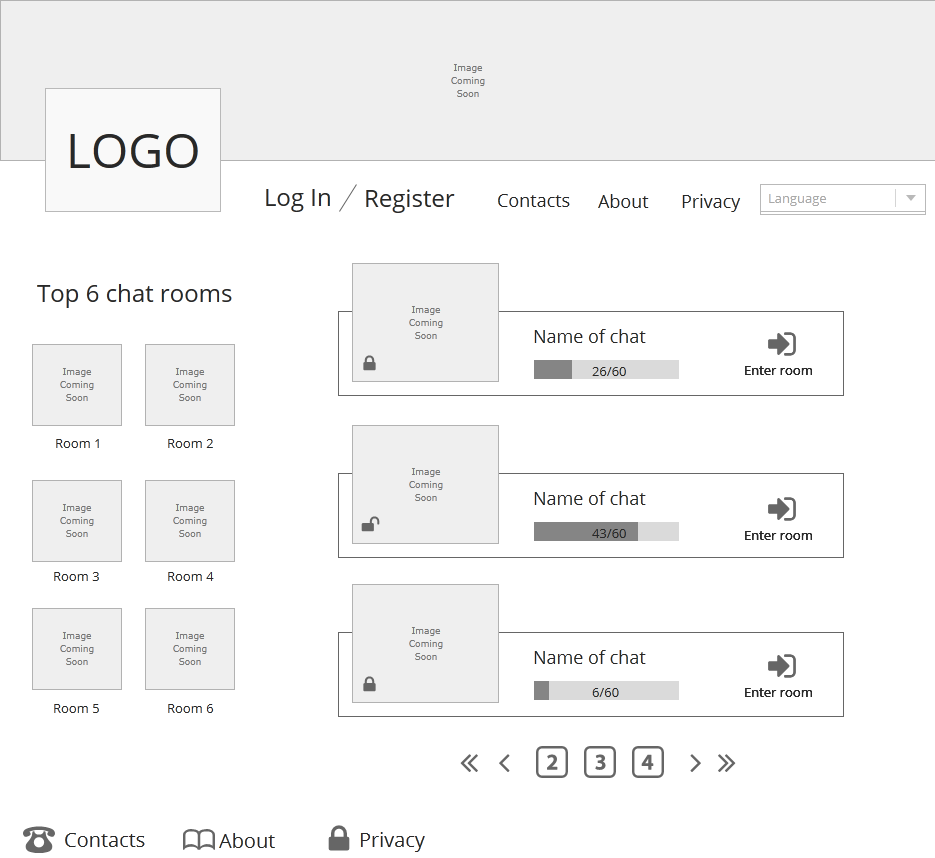 Image
Coming
Soon
LOGO
Log In / Register
Contacts
About
Privacy
Language
Top 6 chat rooms
Image
Coming
Soon
Room 1
Image
Coming
Soon
Room 2
Image
Coming
Soon
Room 3
Image
Coming
Soon
Room 4
Image
Coming
Soon
Room 5
Image
Coming
Soon
Room 6
Image
Coming
Soon
Name of chat
26/60
Enter room
Image
Coming
Soon
Name of chat
43/60
Enter room
Image
Coming
Soon
Name of chat
6/60
Enter room
2 3 4
Contacts
About
Privacy